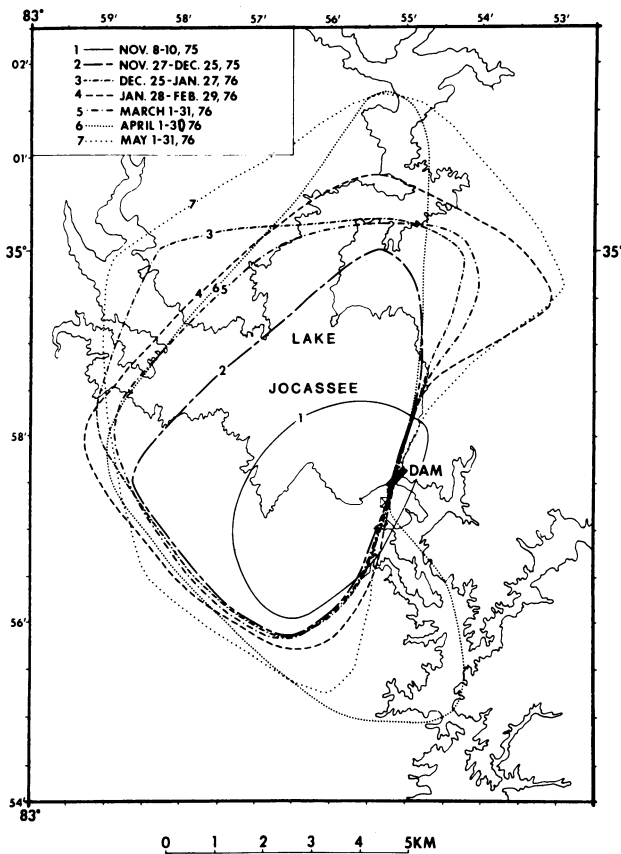 83° 59' 58' 57' 56' 55' 54' 53'
1 NOV. 8-10, 75
2 NOV. 27-DEC. 25, 75
3 DEC. 25-JAN. 27, 76
4 JAN. 28-FEB. 29, 76
5 MARCH 1-31, 76
6 APRIL 1-30, 76
7 MAY 1-31, 76
02'
01'
7
3
35° 35°
4 65
LAKE
2
JOCASSEE
1
58'
DAM
56'
54'
83°
0 1 2 3 4 5KM